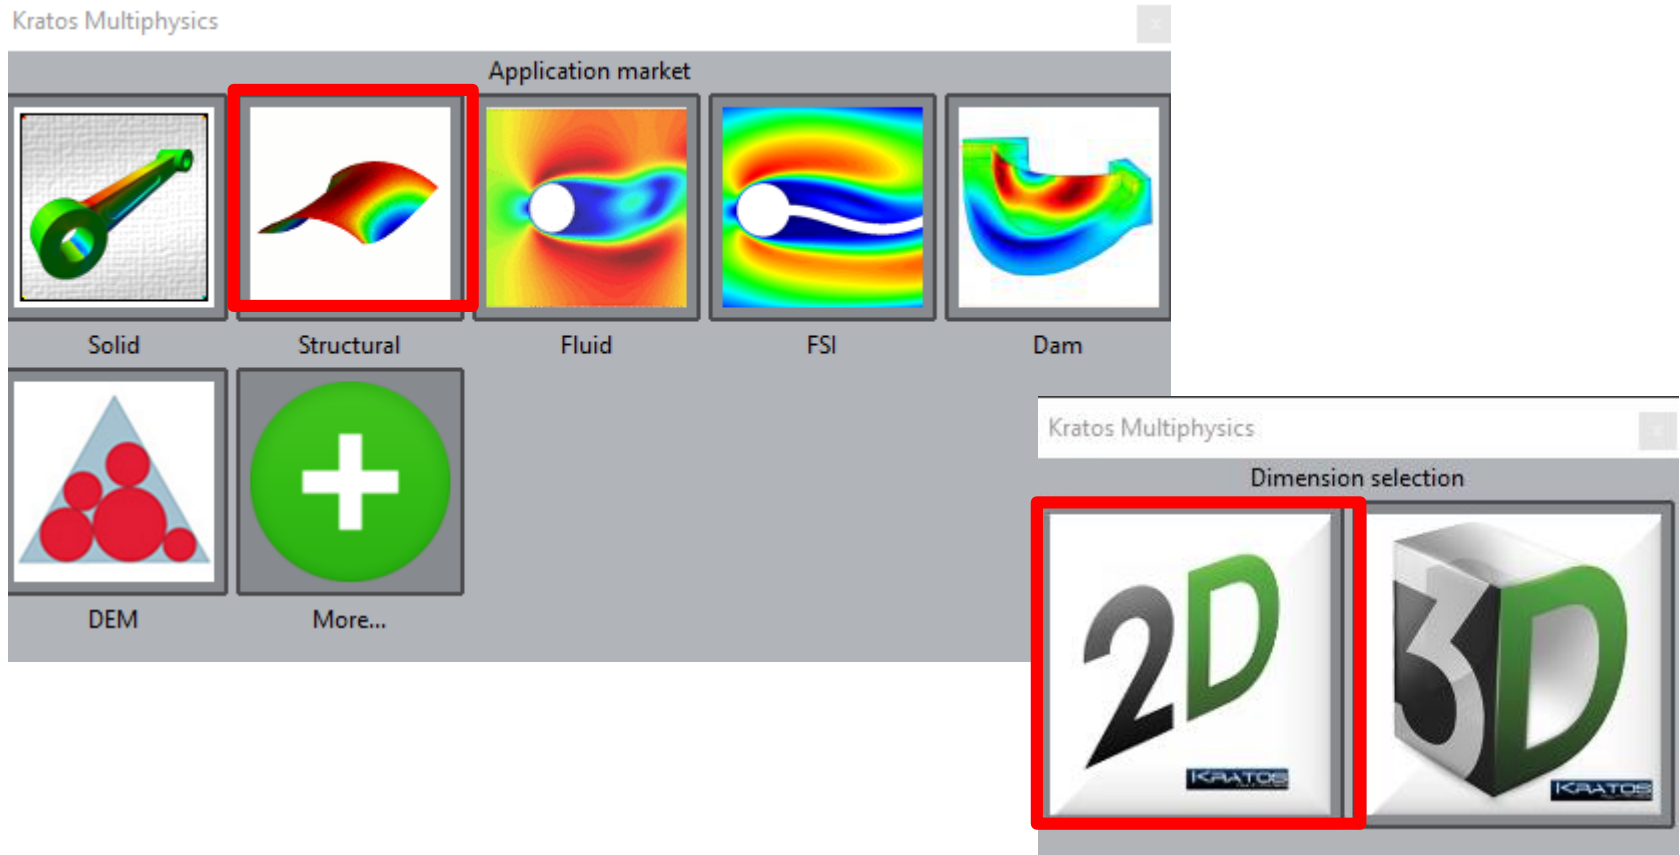 Kratos Multiphysics
x
Application market
Solid
Structural
Fluid
FSI
Dam
DEM
More...
Kratos Multiphysics
x
Dimension selection
2D
KRATOS
3D
KRATOS